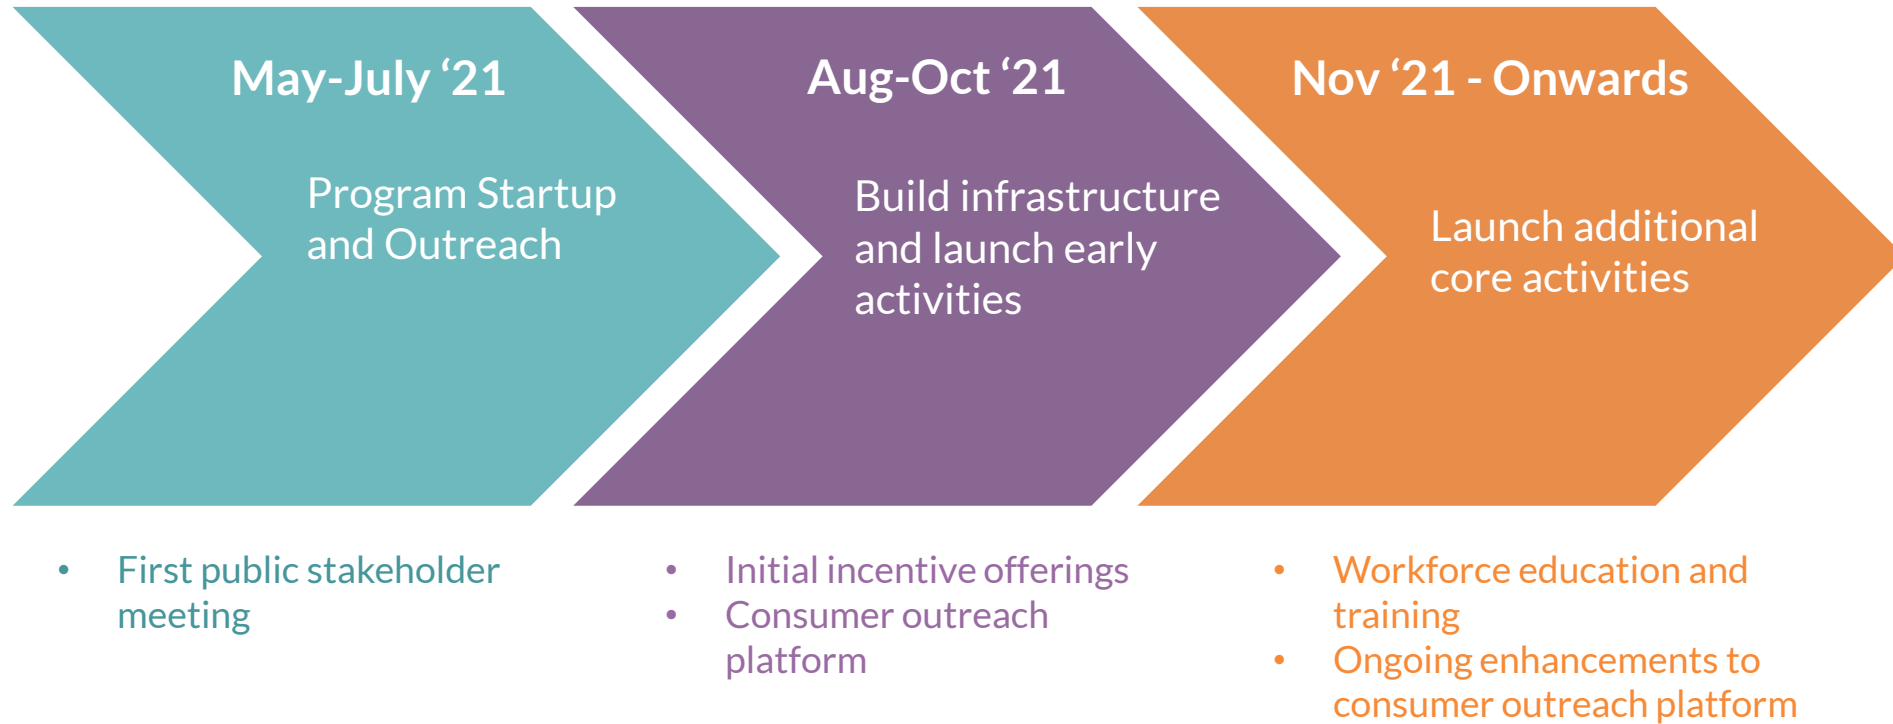 May-July ‘21
Program Startup
and Outreach
Aug-Oct ‘21
Build infrastructure
and launch early
activities
Nov ‘21 - Onwards
Launch additional
core activities
• First public stakeholder
meeting
• Initial incentive offerings
• Consumer outreach
platform
• Workforce education and
training
• Ongoing enhancements to
consumer outreach platform